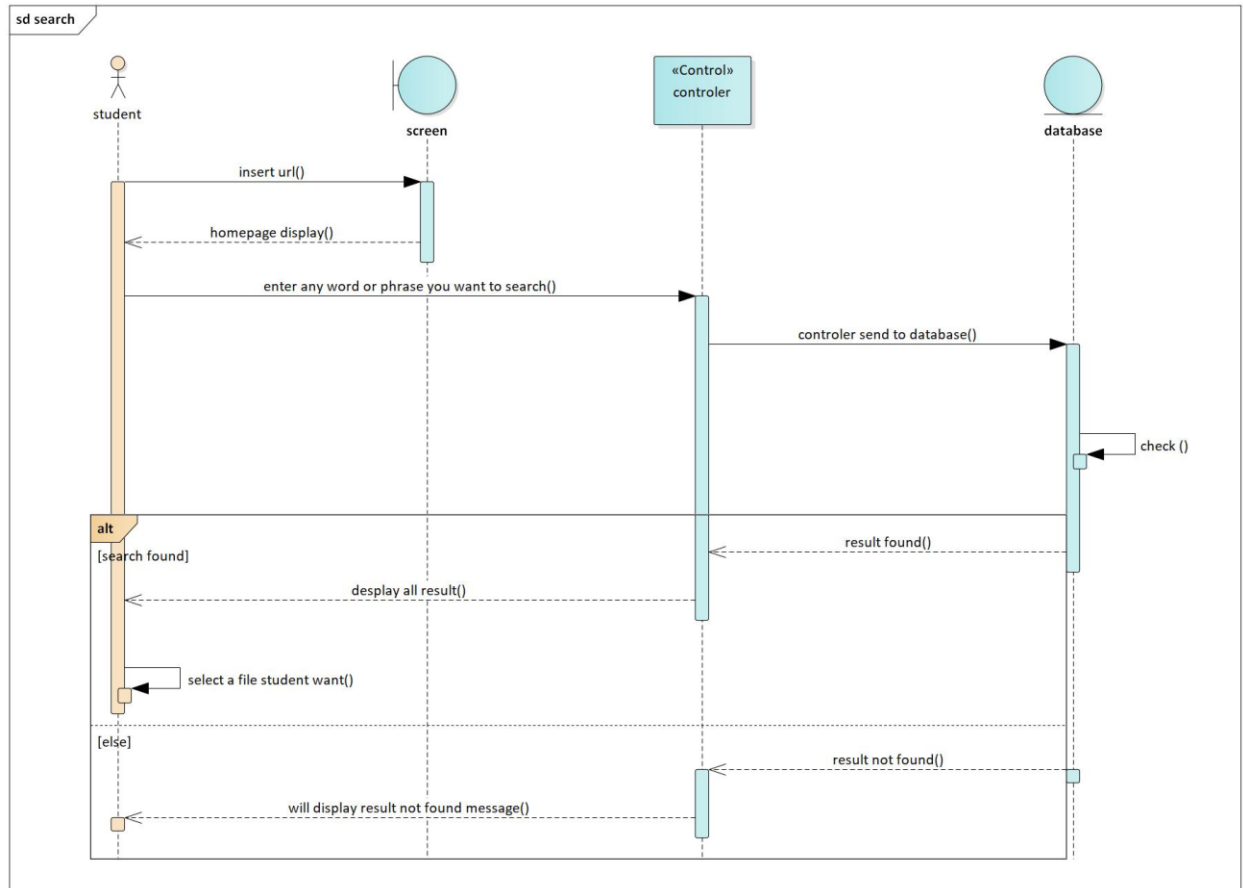 sd search
student
screen
«Control»
controler
database
insert url()
homepage display()
enter any word or phrase you want to search()
controler send to database()
check ()
alt
[search found]
result found()
desplay all result()
select a file student want()
[else]
result not found()
will display result not found message()